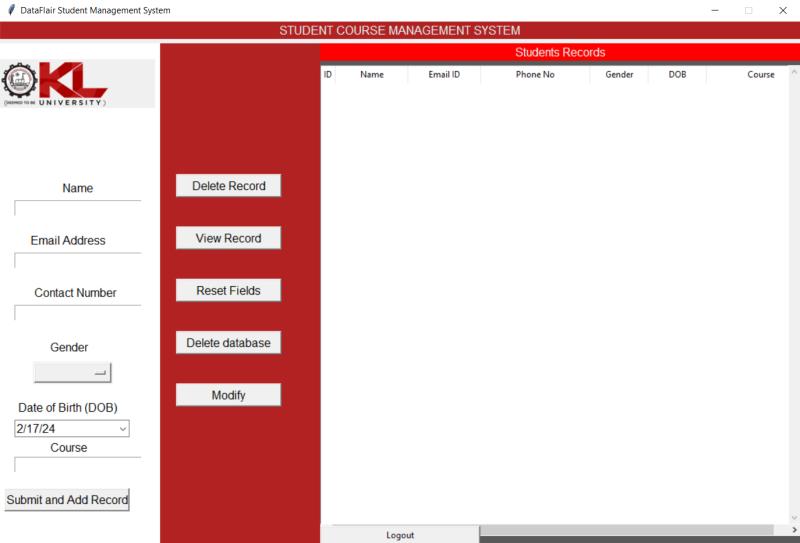 DataFlair Student Management System
STUDENT COURSE MANAGEMENT SYSTEM
Students Records
ID Name Email ID Phone No Gender DOB Course
KL
(DEEMED TO BE UNIVERSITY)
Name
Email Address
Contact Number
Gender
Date of Birth (DOB)
2/17/24
Course
Submit and Add Record
Delete Record
View Record
Reset Fields
Delete database
Modify
Logout